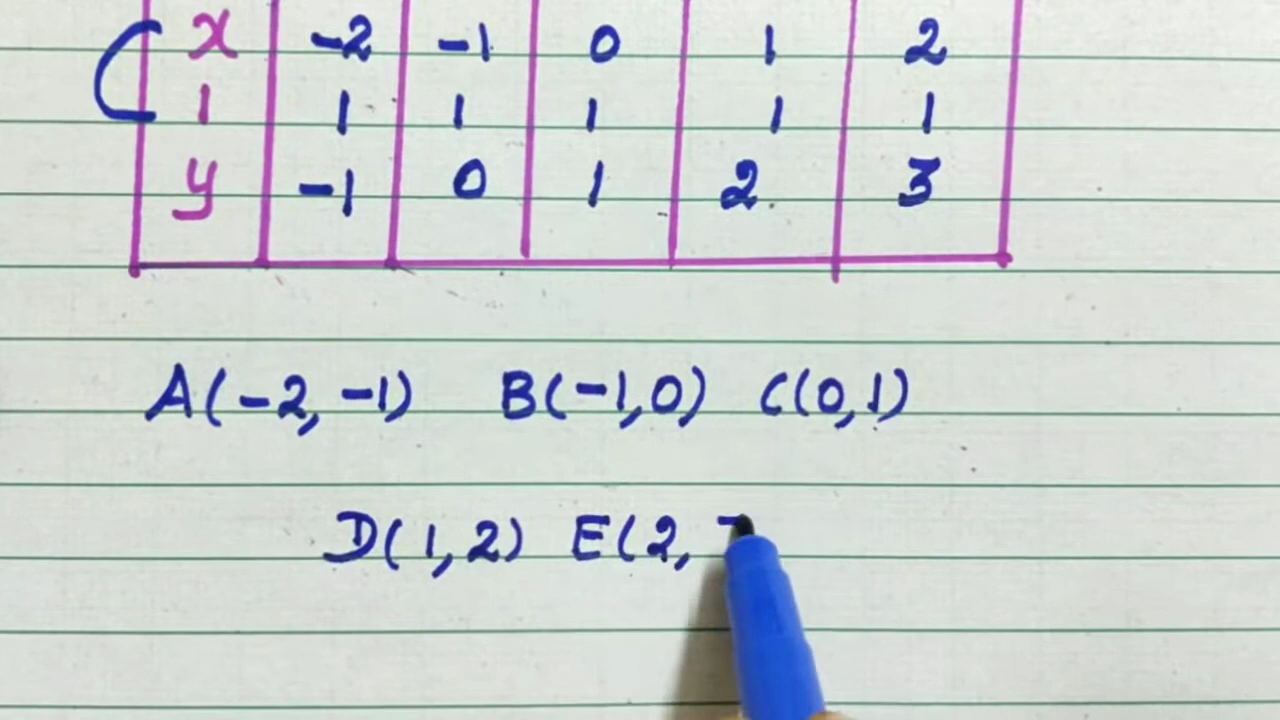 x -2 -1 0 1 2
1 1 1 1 1 1
y -1 0 1 2 3
A(-2, -1) B(-1,0) C(0,1)
D(1,2) E(2,